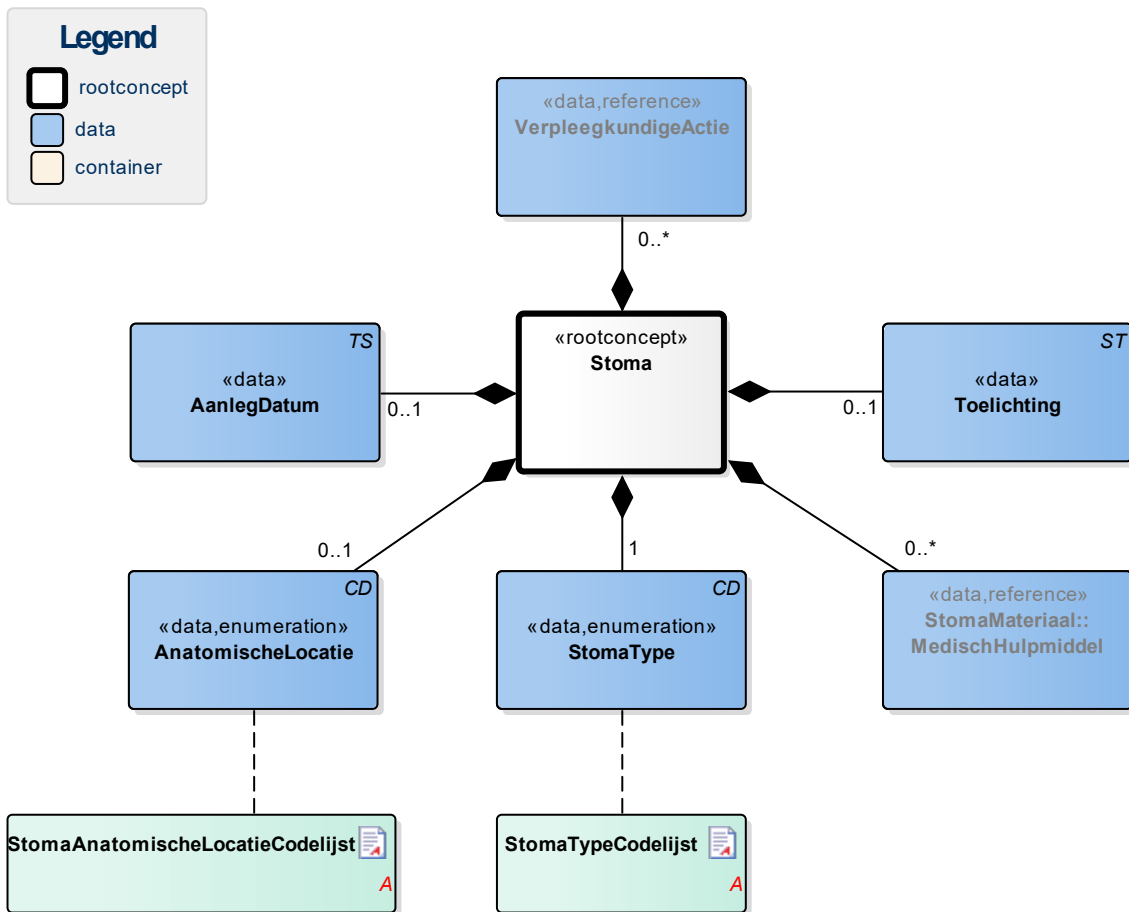 Legend
rootconcept
data
container
«data,reference»
VerpleegkundigeActie
0..*
TS
«data»
AanlegDatum
0..1
«rootconcept»
Stoma
ST
«data»
Toelichting
0..1
0..1
1
0..*
CD
«data,enumeration»
AnatomischeLocatie
CD
«data,enumeration»
StomaType
«data,reference»
StomaMateriaal::
MedischHulpmiddel
StomaAnatomischeLocatieCodelijst
A
StomaTypeCodelijst
A